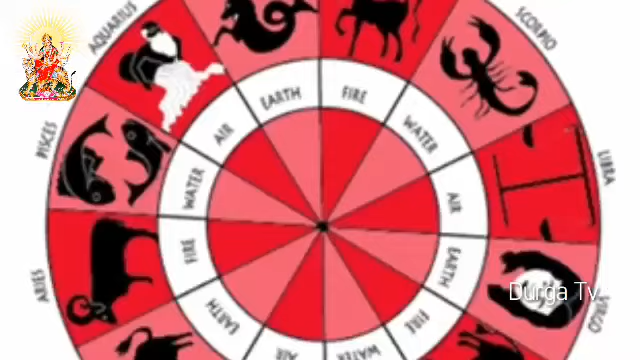 AQUARIUS
SCORPIO
PISCES
LIBRA
ARIES
VIRGO
EARTH
FIRE
AIR
WATER
WATER
AIR
FIRE
EARTH
EARTH
FIRE
AIR
WATER
Durga Tv